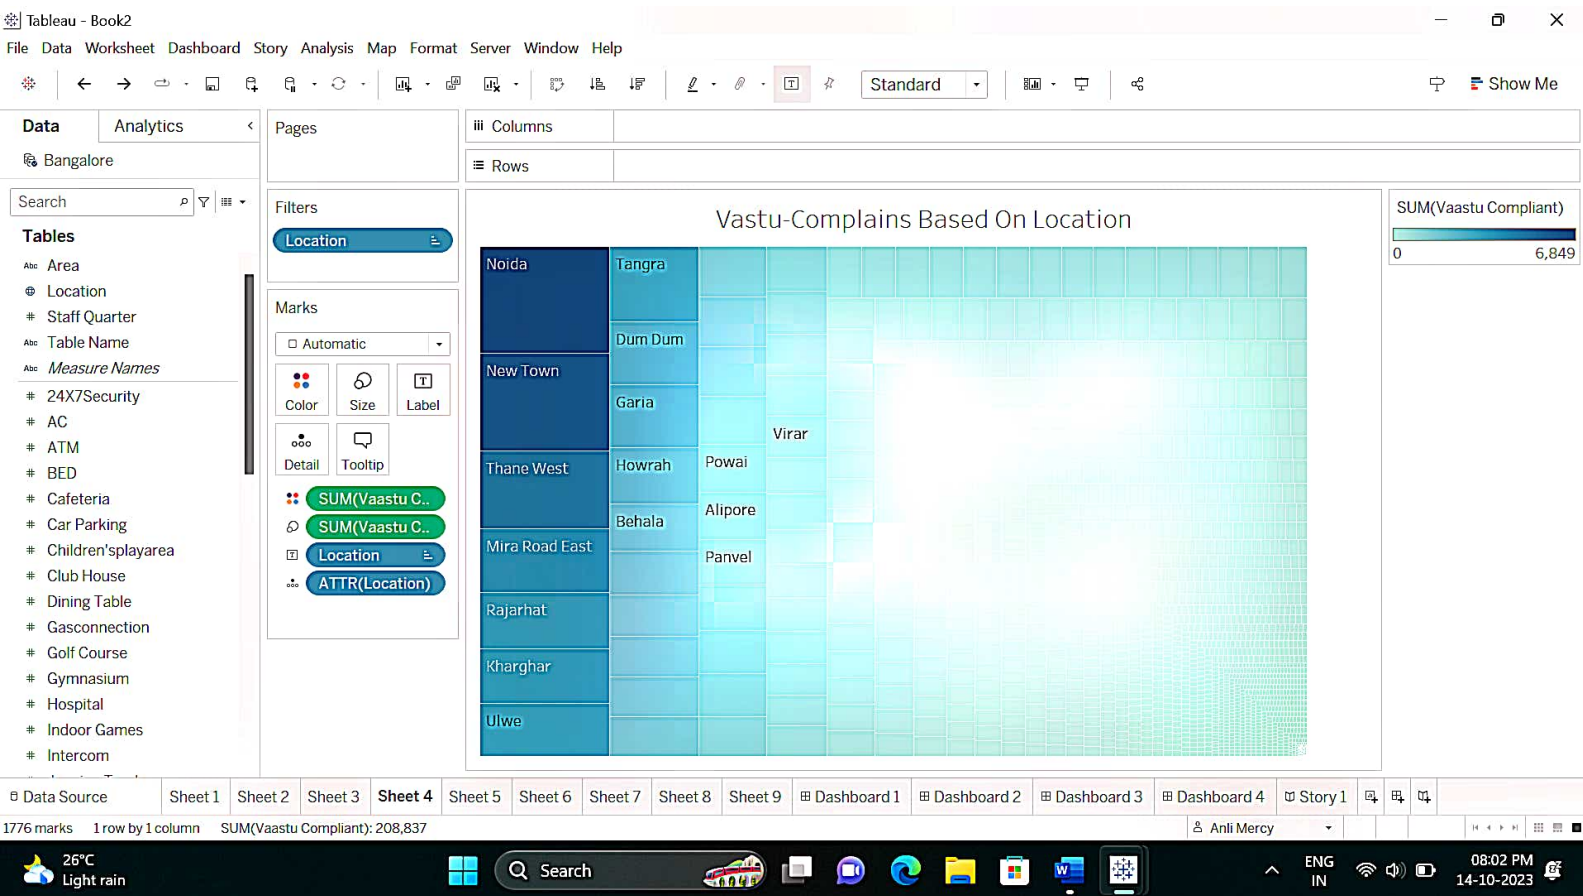 Tableau - Book2
File Data Worksheet Dashboard Story Analysis Map Format Server Window Help
Standard
Show Me
Data
Analytics
Bangalore
Search
Tables
Abc Area
Location
# Staff Quarter
Abc Table Name
Abc Measure Names
# 24X7Security
# AC
# ATM
# BED
# Cafeteria
# Car Parking
# Children'splayarea
# Club House
# Dining Table
# Gasconnection
# Golf Course
# Gymnasium
# Hospital
# Indoor Games
# Intercom
Pages
Filters
Location
Marks
Automatic
Color
Size
Label
Detail
Tooltip
SUM(Vaastu C..
SUM(Vaastu C..
Location
ATTR(Location)
Columns
Rows
Vastu-Complains Based On Location
Noida
New Town
Thane West
Mira Road East
Rajarhat
Kharghar
Ulwe
Tangra
Dum Dum
Garia
Howrah
Behala
Powai
Alipore
Panvel
Virar
SUM(Vaastu Compliant)
0 6,849
Data Source
Sheet 1
Sheet 2
Sheet 3
Sheet 4
Sheet 5
Sheet 6
Sheet 7
Sheet 8
Sheet 9
Dashboard 1
Dashboard 2
Dashboard 3
Dashboard 4
Story 1
1776 marks 1 row by 1 column SUM(Vaastu Compliant): 208,837
Anli Mercy
26°C
Light rain
Search
ENG
IN
08:02 PM
14-10-2023